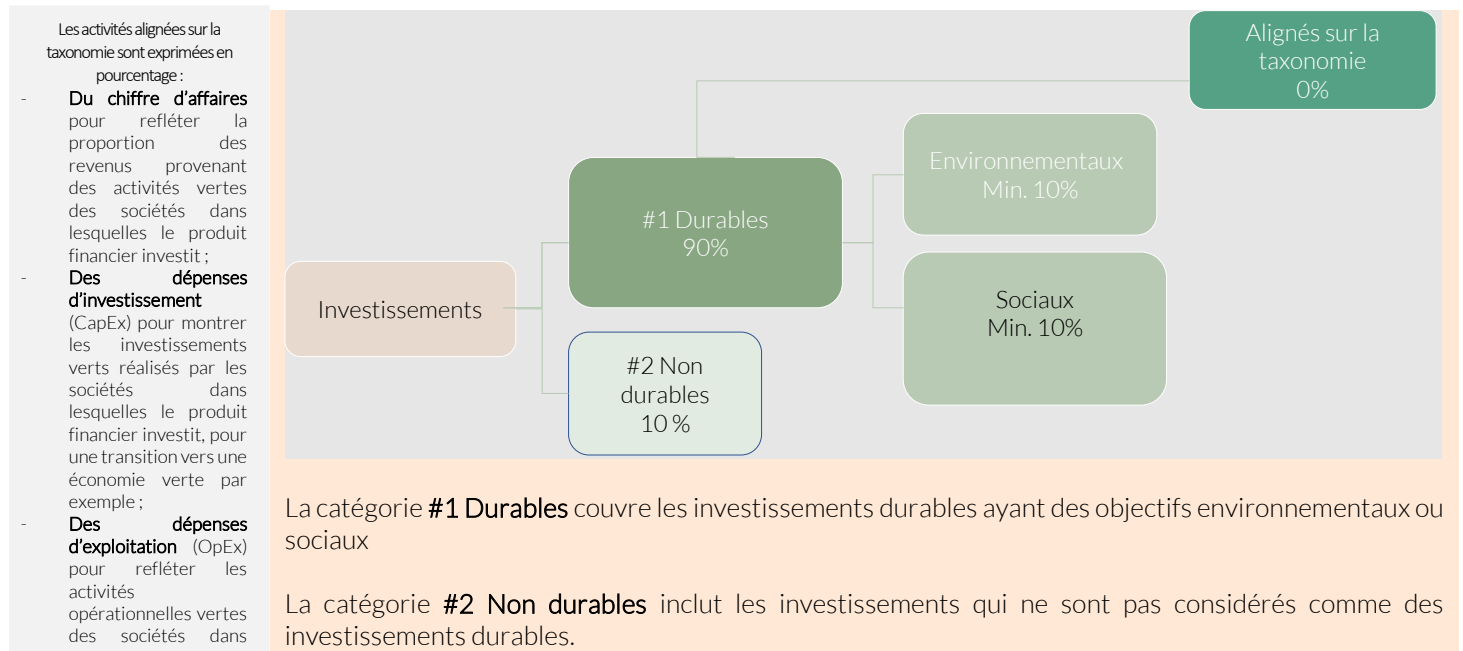 Les activités alignées sur la
taxonomie sont exprimées en
pourcentage :
- Du chiffre d’affaires
pour refléter la
proportion des
revenus provenant
des activités vertes
des sociétés dans
lesquelles le produit
financier investit ;
- Des dépenses
d’investissement
(CapEx) pour montrer
les investissements
verts réalisés par les
sociétés dans
lesquelles le produit
financier investit, pour
une transition vers une
économie verte par
exemple ;
- Des dépenses
d’exploitation (OpEx)
pour refléter les
activités
opérationnelles vertes
des sociétés dans
Investissements
#1 Durables
90%
#2 Non
durables
10 %
Alignés sur la
taxonomie
0%
Environnementaux
Min. 10%
Sociaux
Min. 10%
La catégorie #1 Durables couvre les investissements durables ayant des objectifs environnementaux ou
sociaux
La catégorie #2 Non durables inclut les investissements qui ne sont pas considérés comme des
investissements durables.